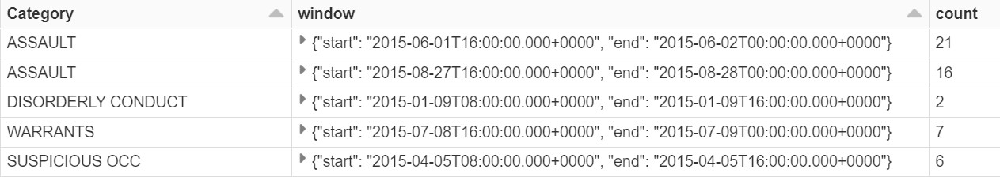 Category window count
ASSAULT {"start": "2015-06-01T16:00:00.000+0000", "end": "2015-06-02T00:00:00.000+0000"} 21
ASSAULT {"start": "2015-08-27T16:00:00.000+0000", "end": "2015-08-28T00:00:00.000+0000"} 16
DISORDERLY CONDUCT {"start": "2015-01-09T08:00:00.000+0000", "end": "2015-01-09T16:00:00.000+0000"} 2
WARRANTS {"start": "2015-07-08T16:00:00.000+0000", "end": "2015-07-09T00:00:00.000+0000"} 7
SUSPICIOUS OCC {"start": "2015-04-05T08:00:00.000+0000", "end": "2015-04-05T16:00:00.000+0000"} 6